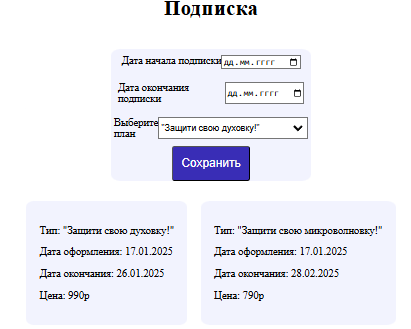 Подписка
Дата начала подписки дд.мм.гггг
Дата окончания
подписки
дд.мм.гггг
Выберите
план
"Защити свою духовку!"
Сохранить
Тип: "Защити свою духовку!"
Дата оформления: 17.01.2025
Дата окончания: 26.01.2025
Цена: 990р
Тип: "Защити свою микроволновку!"
Дата оформления: 17.01.2025
Дата окончания: 28.02.2025
Цена: 790р